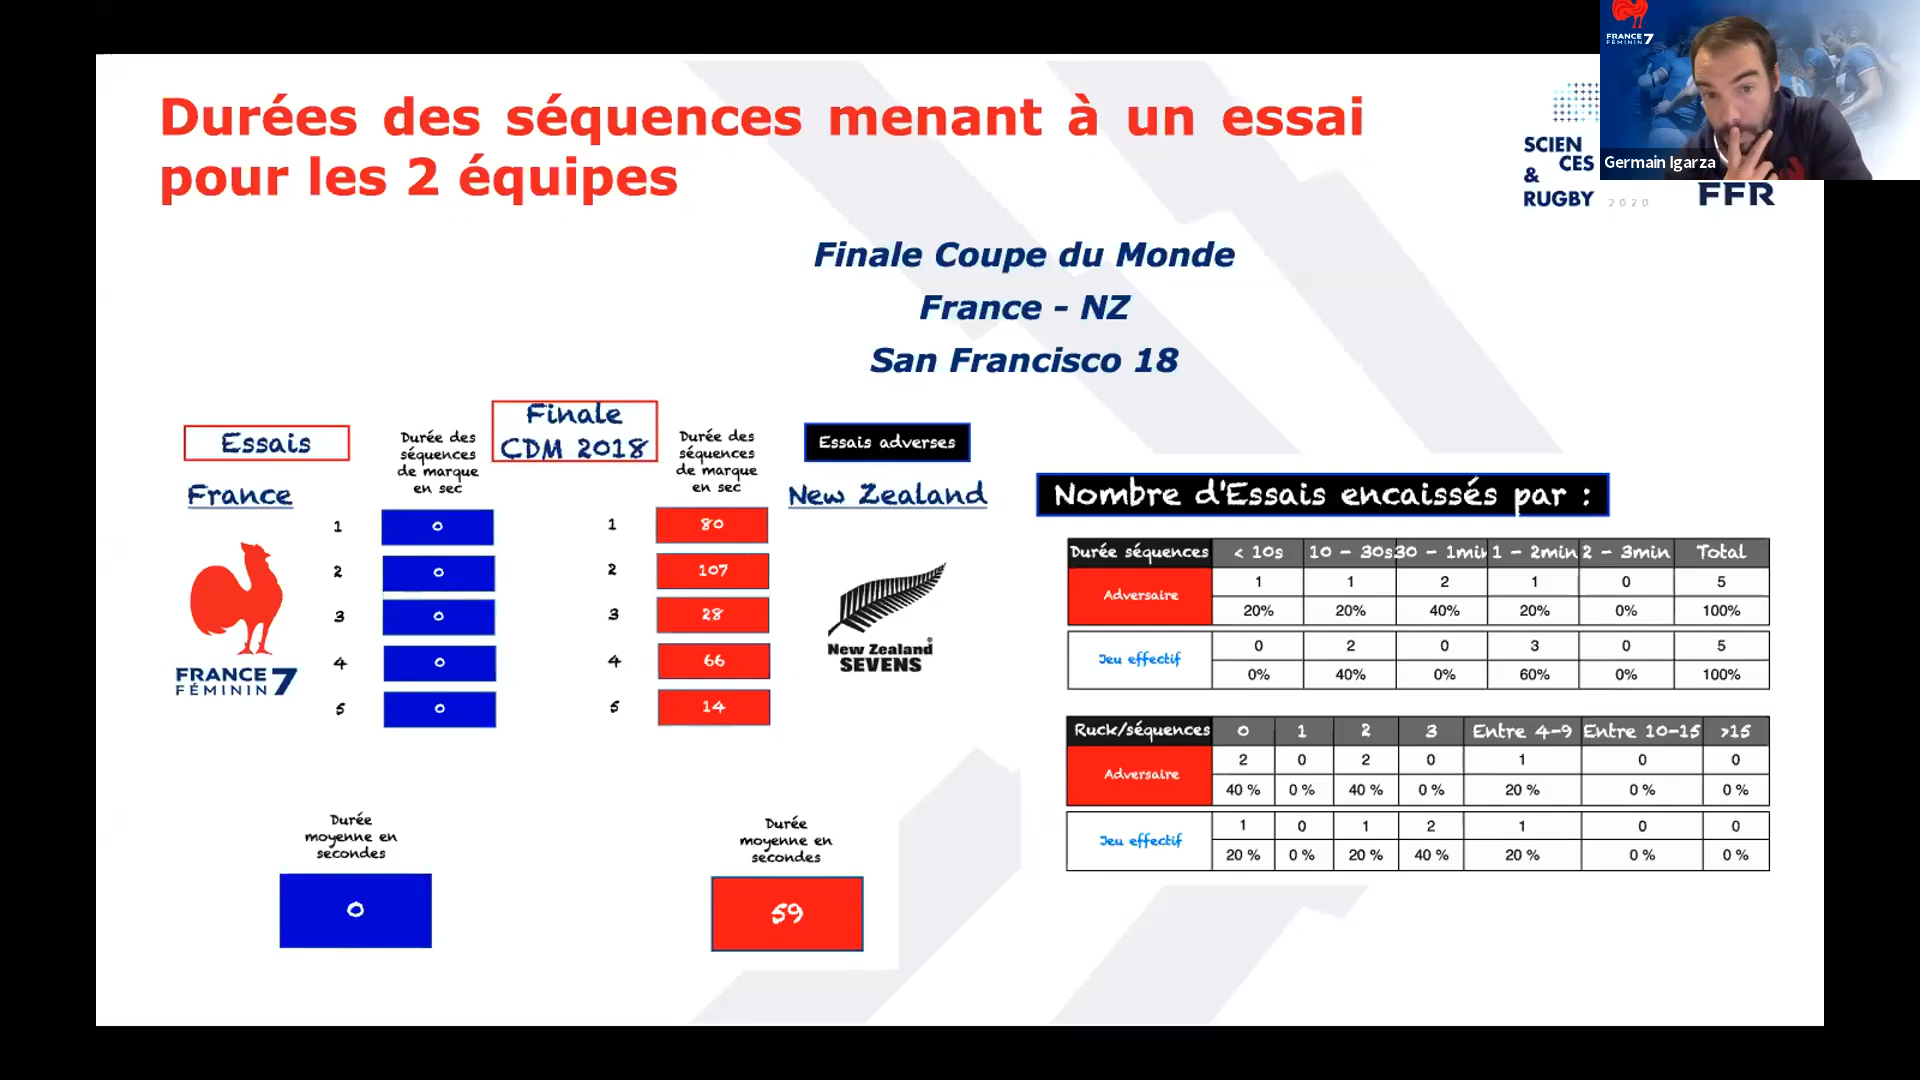 Durées des séquences menant à un essai
pour les 2 équipes
FRANCE 7
FÉMININ
Germain Igarza
SCIEN
CES
&
RUGBY 2020
FFR
Finale Coupe du Monde
France - NZ
San Francisco 18
Essais
Durée des
séquences
de marque
en sec
Finale
CDM 2018
Durée des
séquences
de marque
en sec
Essais adverses
France
New Zealand
1 0 1 80
2 0 2 107
3 0 3 28
4 0 4 66
5 0 5 14
FRANCE 7
FÉMININ
New Zealand
SEVENS
Durée
moyenne en
secondes
0
Durée
moyenne en
secondes
59
Nombre d'Essais encaissés par :
Durée séquences < 10s 10 - 30s 30 - 1min 1 - 2min 2 - 3min Total
Adversaire
1 1 2 1 0 5
20% 20% 40% 20% 0% 100%
Jeu effectif
0 2 0 3 0 5
0% 40% 0% 60% 0% 100%
Ruck/séquences 0 1 2 3 Entre 4-9 Entre 10-15 >15
Adversaire
2 0 2 0 1 0 0
40 % 0 % 40 % 0 % 20 % 0 % 0 %
Jeu effectif
1 0 1 2 1 0 0
20 % 0 % 20 % 40 % 20 % 0 % 0 %